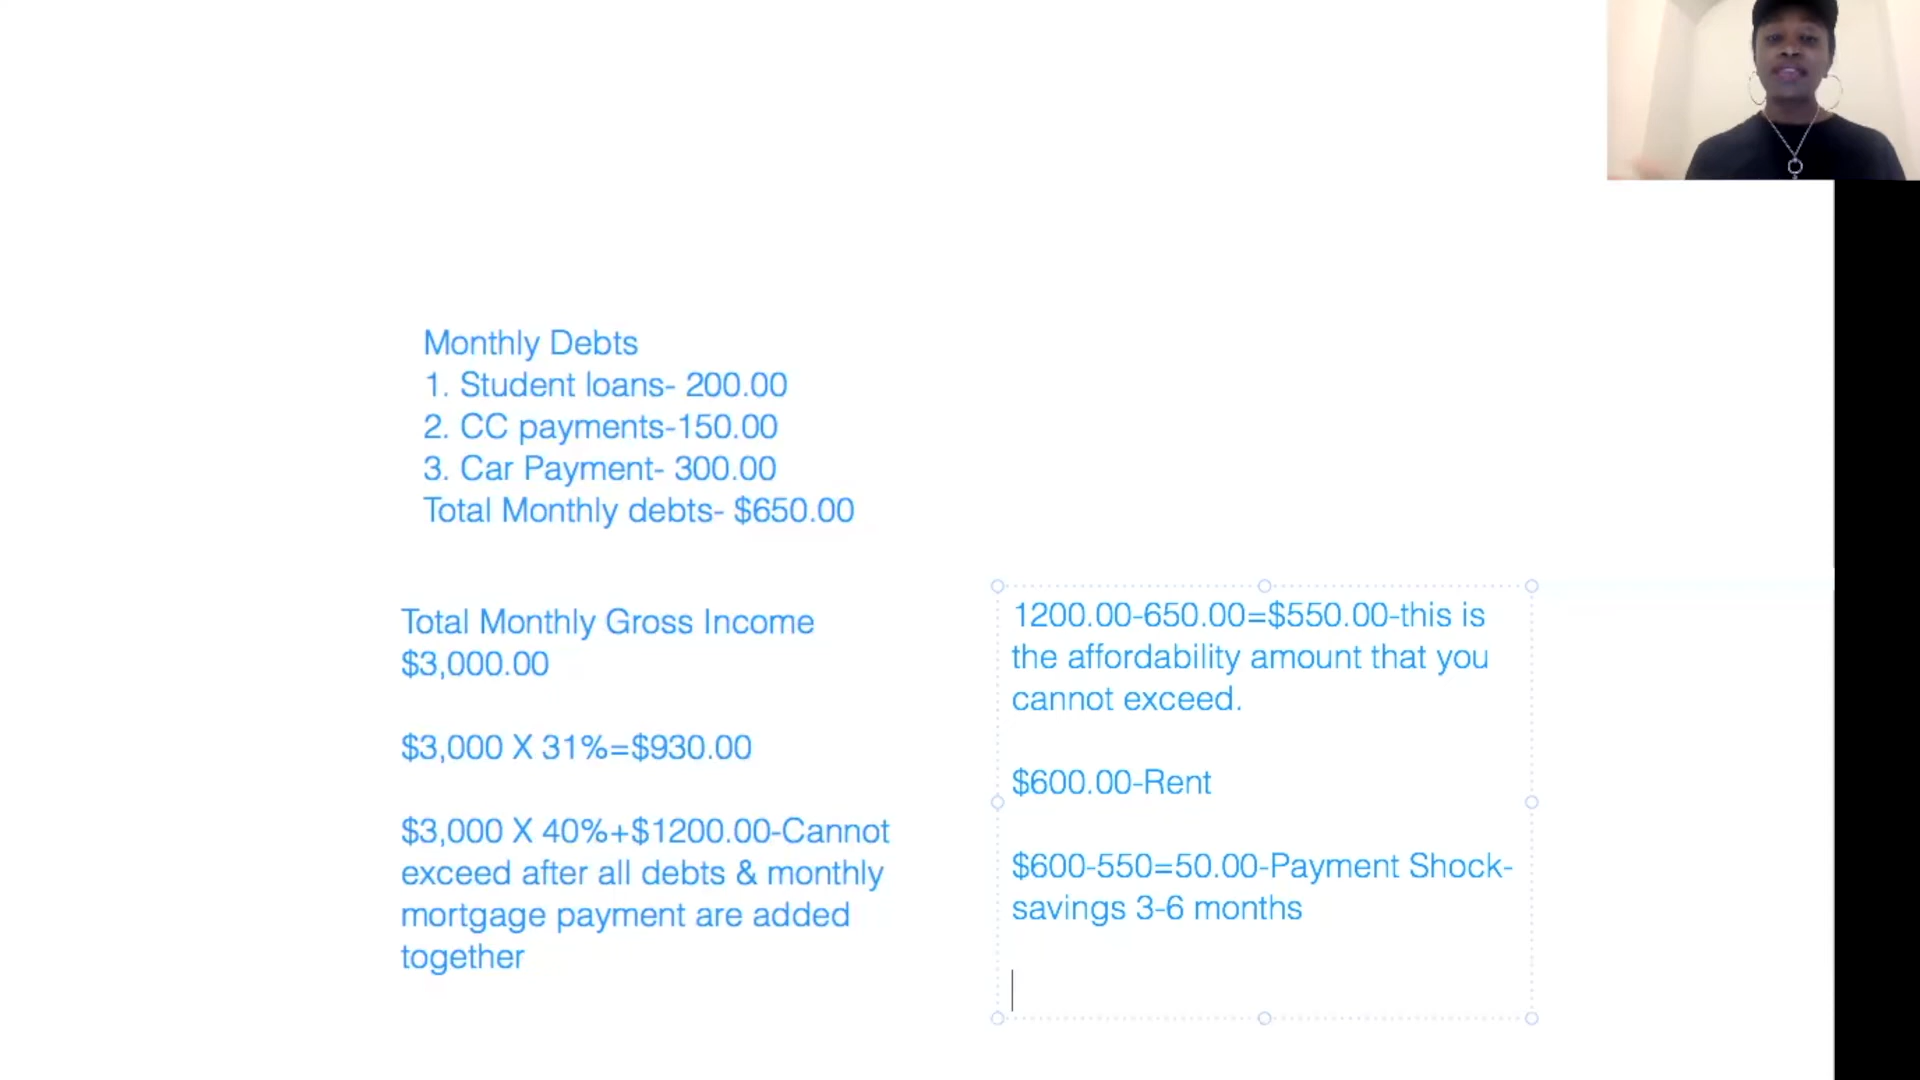 Monthly Debts
1. Student loans- 200.00
2. CC payments-150.00
3. Car Payment- 300.00
Total Monthly debts- $650.00
Total Monthly Gross Income
$3,000.00
$3,000 X 31%=$930.00
$3,000 X 40%+$1200.00-Cannot
exceed after all debts & monthly
mortgage payment are added
together
1200.00-650.00=$550.00-this is
the affordability amount that you
cannot exceed.
$600.00-Rent
$600-550=50.00-Payment Shock-
savings 3-6 months